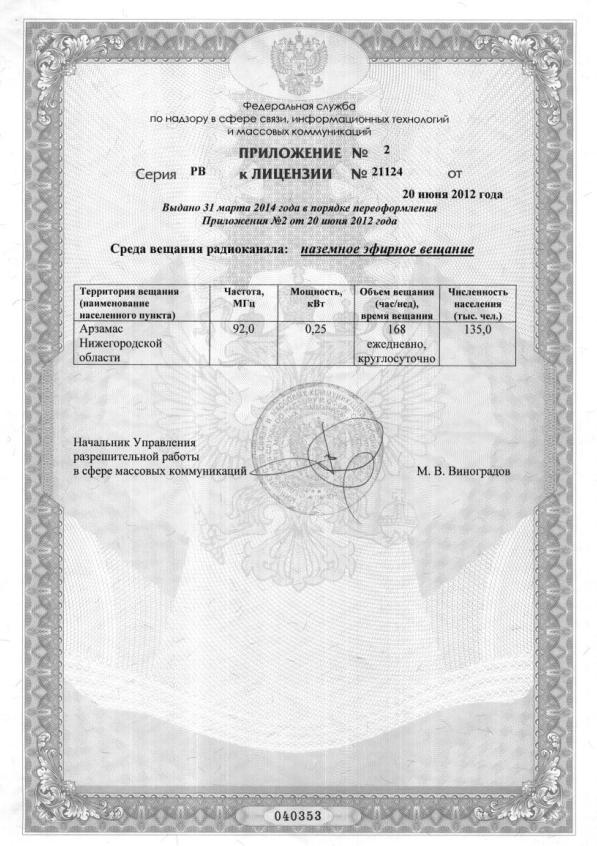 Федеральная служба
по надзору в сфере связи, информационных технологий
и массовых коммуникаций
ПРИЛОЖЕНИЕ № 2
Серия РВ к ЛИЦЕНЗИИ № 21124 от
20 июня 2012 года
Выдано 31 марта 2014 года в порядке переоформления
Приложения №2 от 20 июня 2012 года
Среда вещания радиоканала: наземное эфирное вещание
Территория вещания (наименование населенного пункта) Частота, МГц Мощность, кВт Объем вещания (час/нед), время вещания Численность населения (тыс. чел.)
Арзамас Нижегородской области 92,0 0,25 168 ежедневно, круглосуточно 135,0
Начальник Управления
разрешительной работы
в сфере массовых коммуникаций М. В. Виноградов
040353